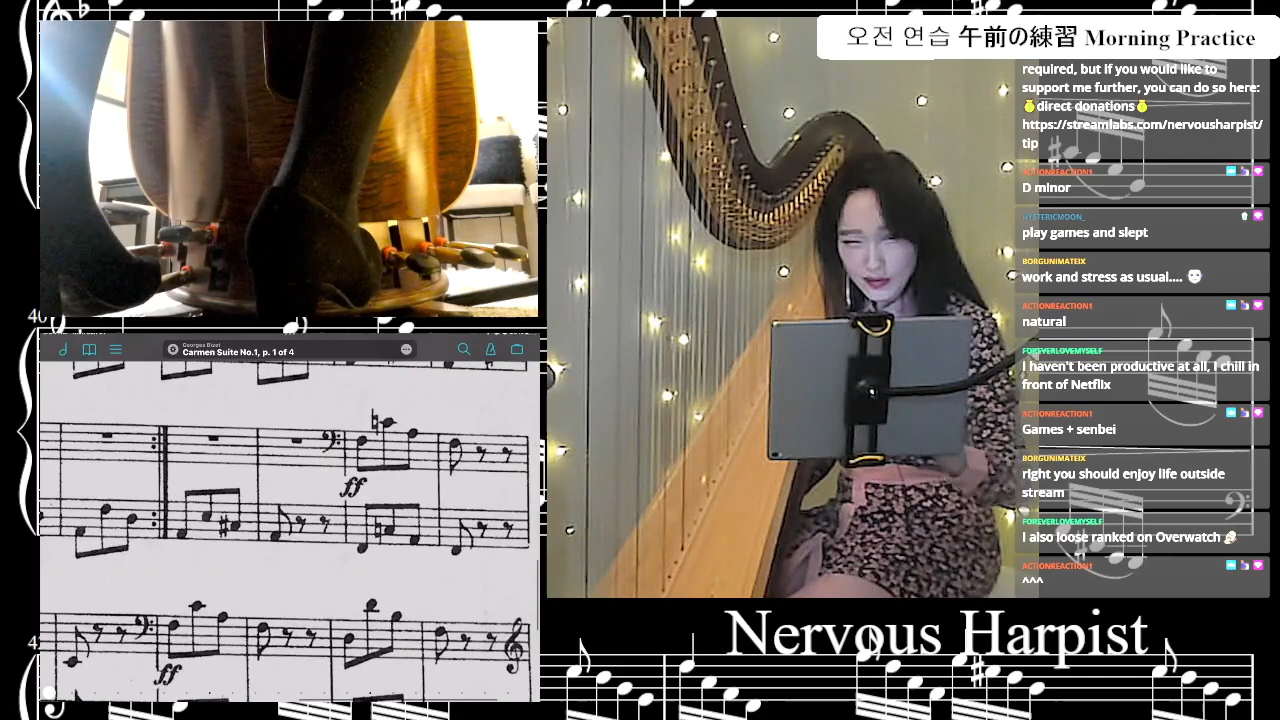 오전 연습 午前の練習 Morning Practice
required, but if you would like to
support me further, you can do so here:
💰direct donations💰
https://streamlabs.com/nervousharpist/
tip
ACTIONREACTION1
D minor
HYSTERICMOON_
play games and slept
BORGUNIMATEIX
work and stress as usual....
ACTIONREACTION1
natural
FOREVERLOVEMYSELF
I haven't been productive at all, I chill in
front of Netflix
ACTIONREACTION1
Games + senbei
BORGUNIMATEIX
right you should enjoy life outside
stream
FOREVERLOVEMYSELF
I also loose ranked on Overwatch
ACTIONREACTION1
^^^
Georges Bizet
Carmen Suite No.1, p. 1 of 4
ff
ff
Nervous Harpist